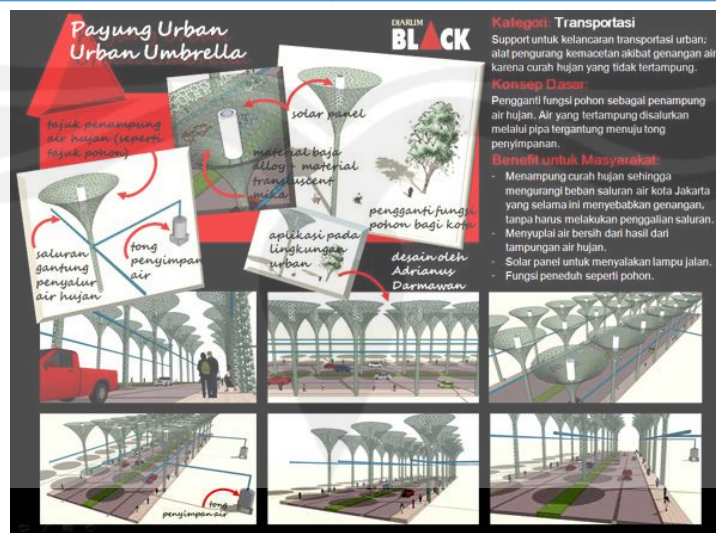 Payung Urban
Urban Umbrella
DJARUM
BLACK
tajuk penampung
air hujan (seperti
tajuk pohon)
solar panel
material baja
alloy + material
translucent
mika
pengganti fungsi
pohon bagi kota
saluran
gantung
penyalur
air hujan
tong
penyimpan
air
aplikasi pada
lingkungan
urban
desain oleh
Adrianus
Darmawan
Kategori: Transportasi
Support untuk kelancaran transportasi urban;
alat pengurang kemacetan akibat genangan air
karena curah hujan yang tidak tertampung.
Konsep Dasar:
Pengganti fungsi pohon sebagai penampung
air hujan. Air yang tertampung disalurkan
melalui pipa tergantung menuju tong
penyimpanan.
Benefit untuk Masyarakat:
- Menampung curah hujan sehingga
mengurangi beban saluran air kota Jakarta
yang selama ini menyebabkan genangan,
tanpa harus melakukan penggalian saluran.
- Menyuplai air bersih dari hasil dari
tampungan air hujan.
- Solar panel untuk menyalakan lampu jalan.
- Fungsi peneduh seperti pohon.
tong
penyimpan air